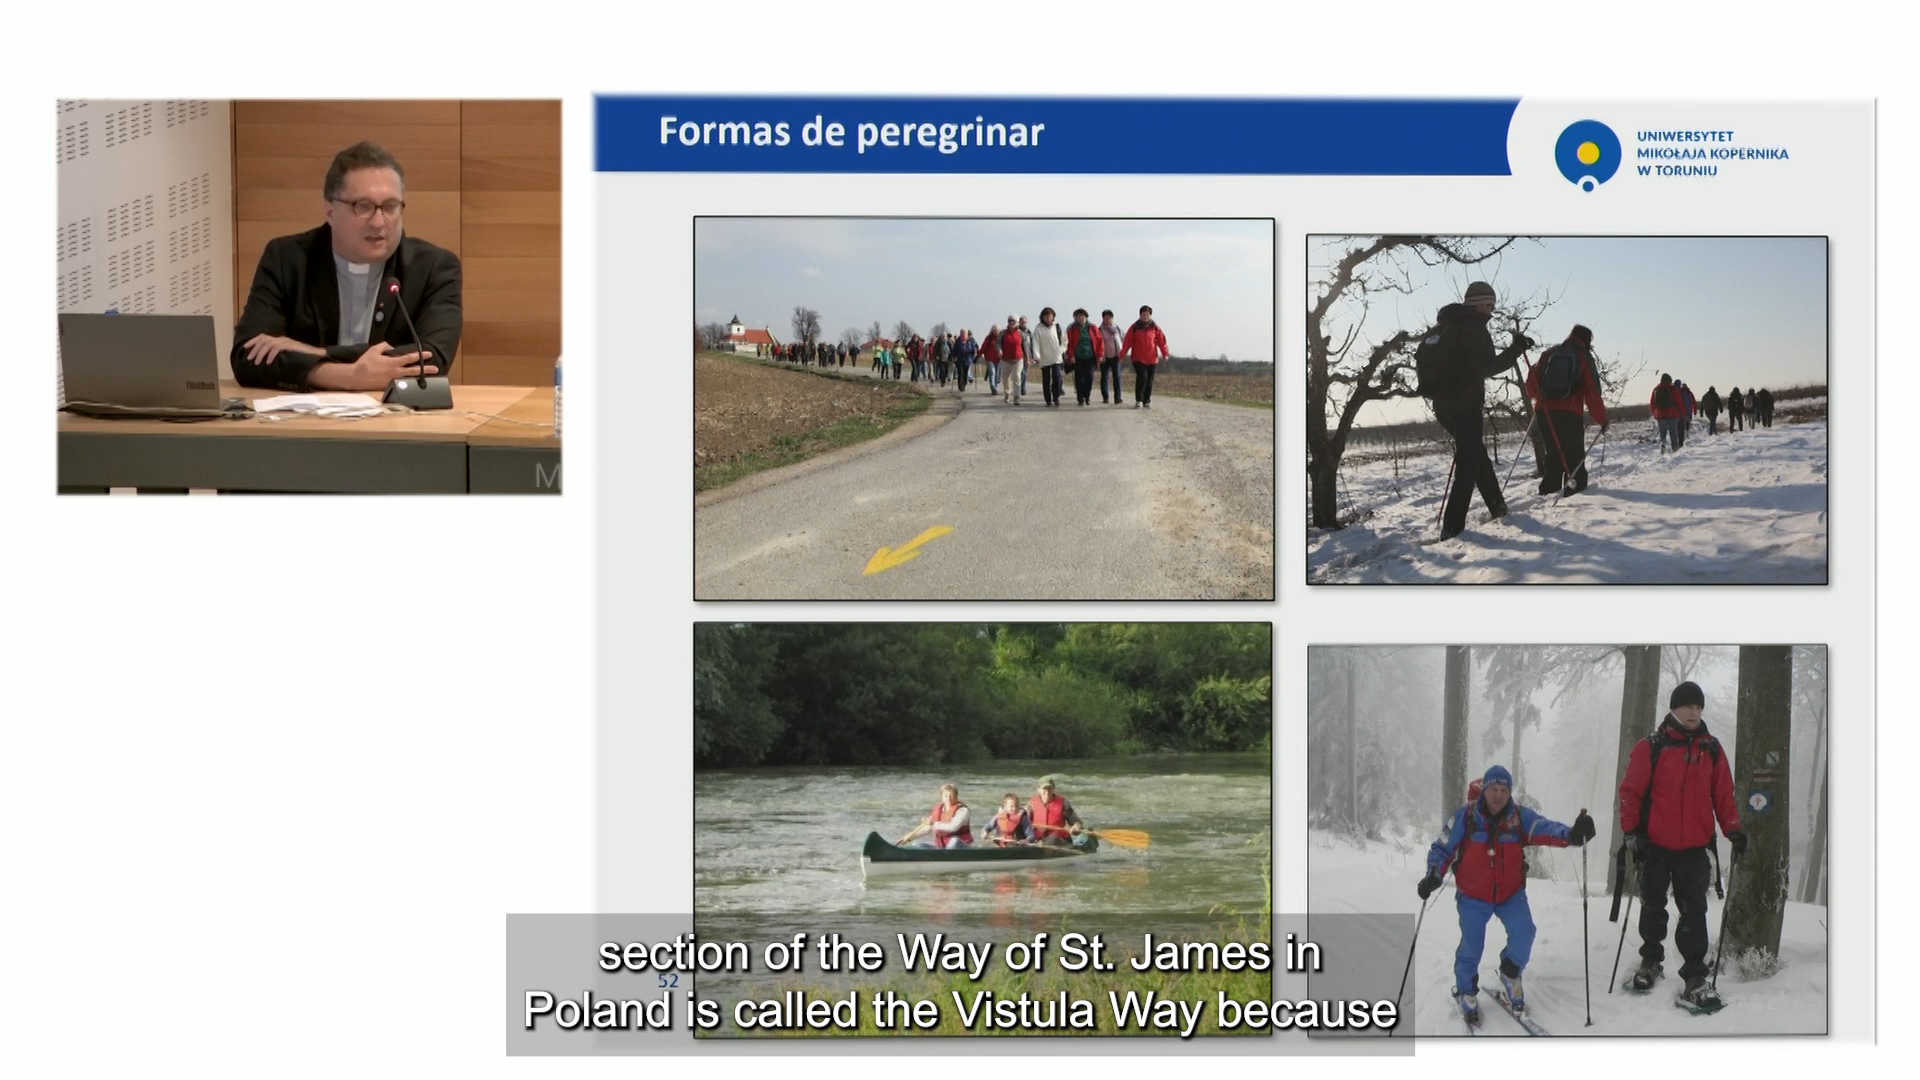 Formas de peregrinar
UNIWERSYTET
MIKOŁAJA KOPERNIKA
W TORUNIU
ThinkBook
M
52
section of the Way of St. James in
Poland is called the Vistula Way because